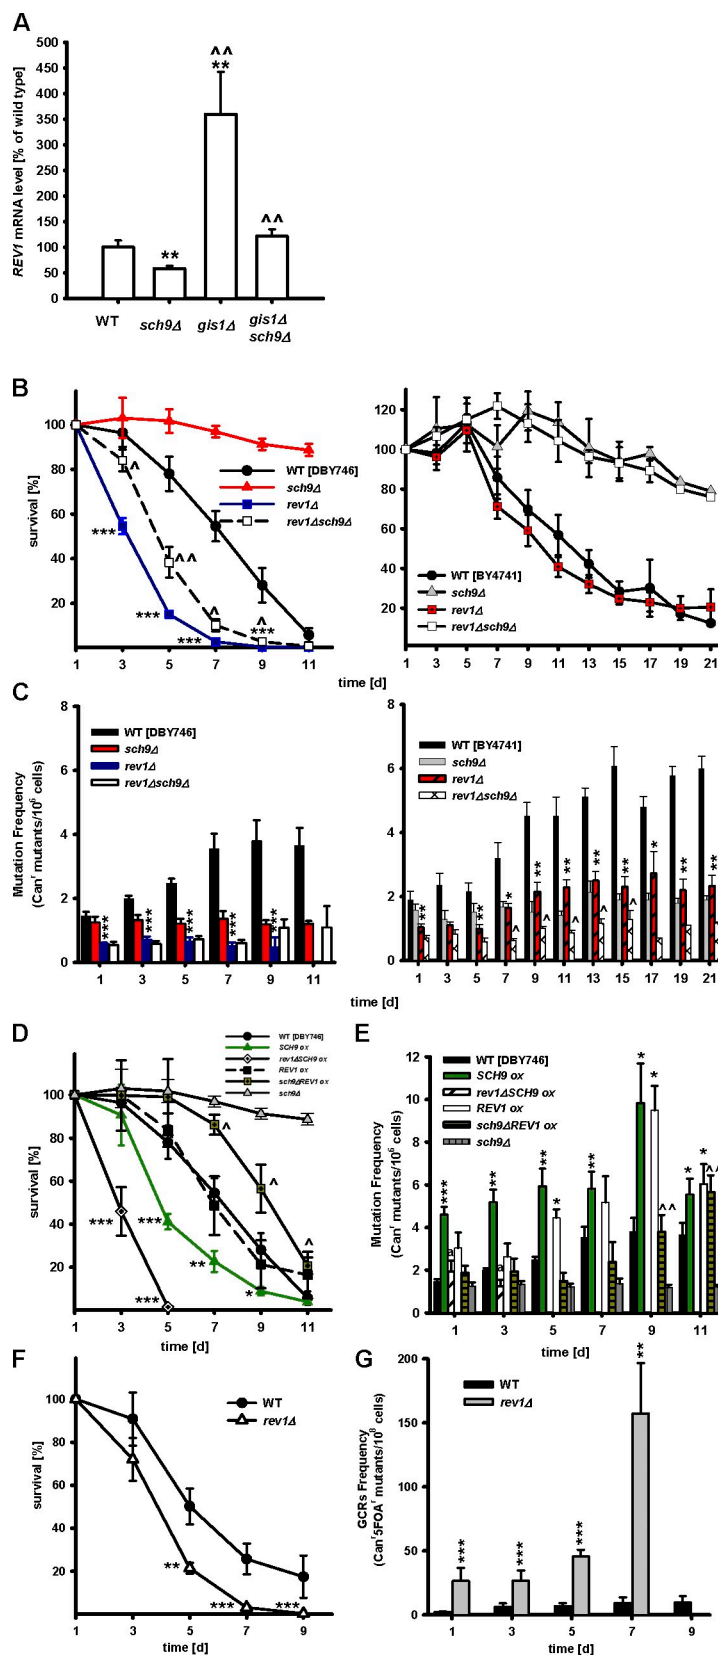 A
REV1 mRNA level [% of wild type]
500
450
400
350
300
250
200
150
100
50
0
**
^^
**
^^
WT
sch9Δ
gis1Δ
gis1Δ
sch9Δ
B
survival [%]
100
80
60
40
20
WT [DBY746]
sch9Δ
rev1Δ
rev1Δsch9Δ
^
***
^^
***
^
***
^
***
1 3 5 7 9 11
120
100
80
60
40
20
WT [BY4741]
sch9Δ
rev1Δ
rev1Δsch9Δ
1 3 5 7 9 11 13 15 17 19 21
time [d]
C
Mutation Frequency
(Canʳ mutants/10⁶ cells)
8
6
4
2
0
WT [DBY746]
sch9Δ
rev1Δ
rev1Δsch9Δ
*** *** *** *** ***
1 3 5 7 9 11
8
6
4
2
0
WT [BY4741]
sch9Δ
rev1Δ
rev1Δsch9Δ
** ** * ** ** ** ** * ** **
^ ^ ^ ^ ^
1 3 5 7 9 11 13 15 17 19 21
time [d]
D
survival [%]
100
80
60
40
20
WT [DBY746]
SCH9 ox
rev1ΔSCH9 ox
REV1 ox
sch9ΔREV1 ox
sch9Δ
^
^
^
***
***
***
**
*
1 3 5 7 9 11
time [d]
E
Mutation Frequency
(Canʳ mutants/10⁶ cells)
12
10
8
6
4
2
0
WT [DBY746]
SCH9 ox
rev1ΔSCH9 ox
REV1 ox
sch9ΔREV1 ox
sch9Δ
*** a ** a ** * ** * * ^^ * * ^^
1 3 5 7 9 11
time [d]
F
survival [%]
100
80
60
40
20
WT
rev1Δ
**
***
***
1 3 5 7 9
time [d]
G
GCRs Frequency
(Canʳ5FOAʳ mutants/10⁸ cells)
200
150
100
50
0
WT
rev1Δ
*** *** *** **
1 3 5 7 9
time [d]